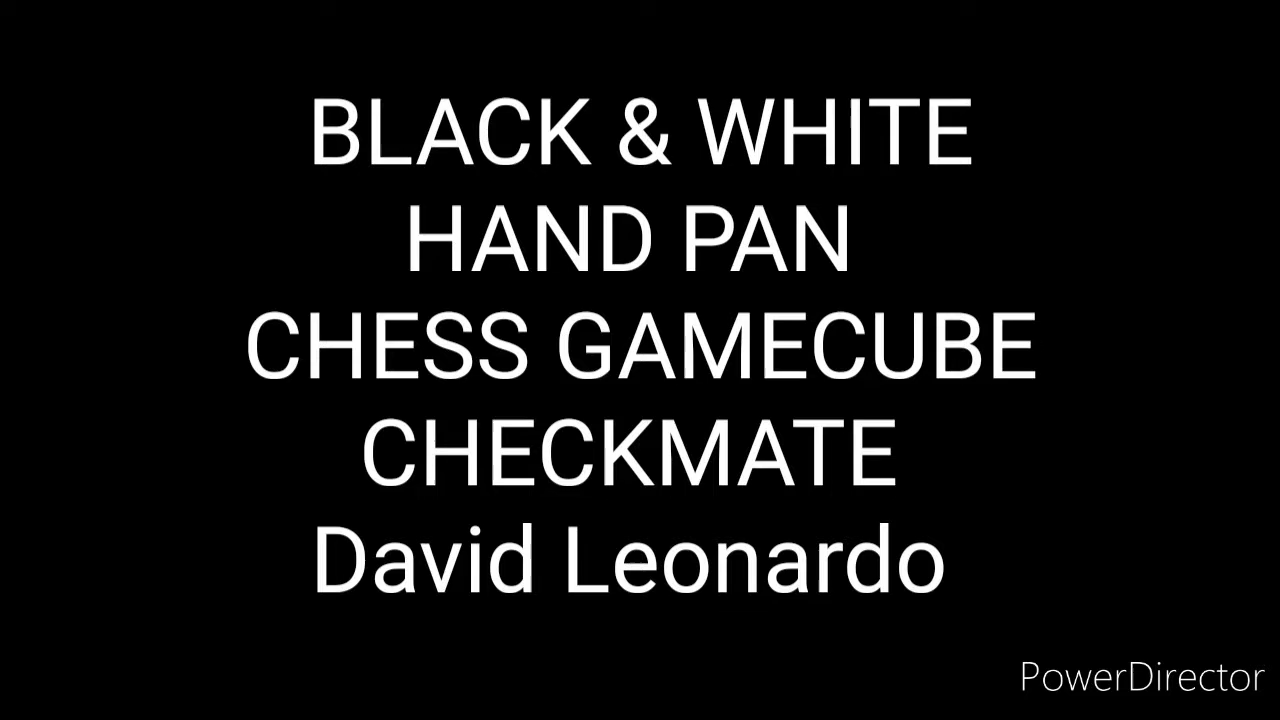 BLACK & WHITE
HAND PAN
CHESS GAMECUBE
CHECKMATE
David Leonardo
PowerDirector